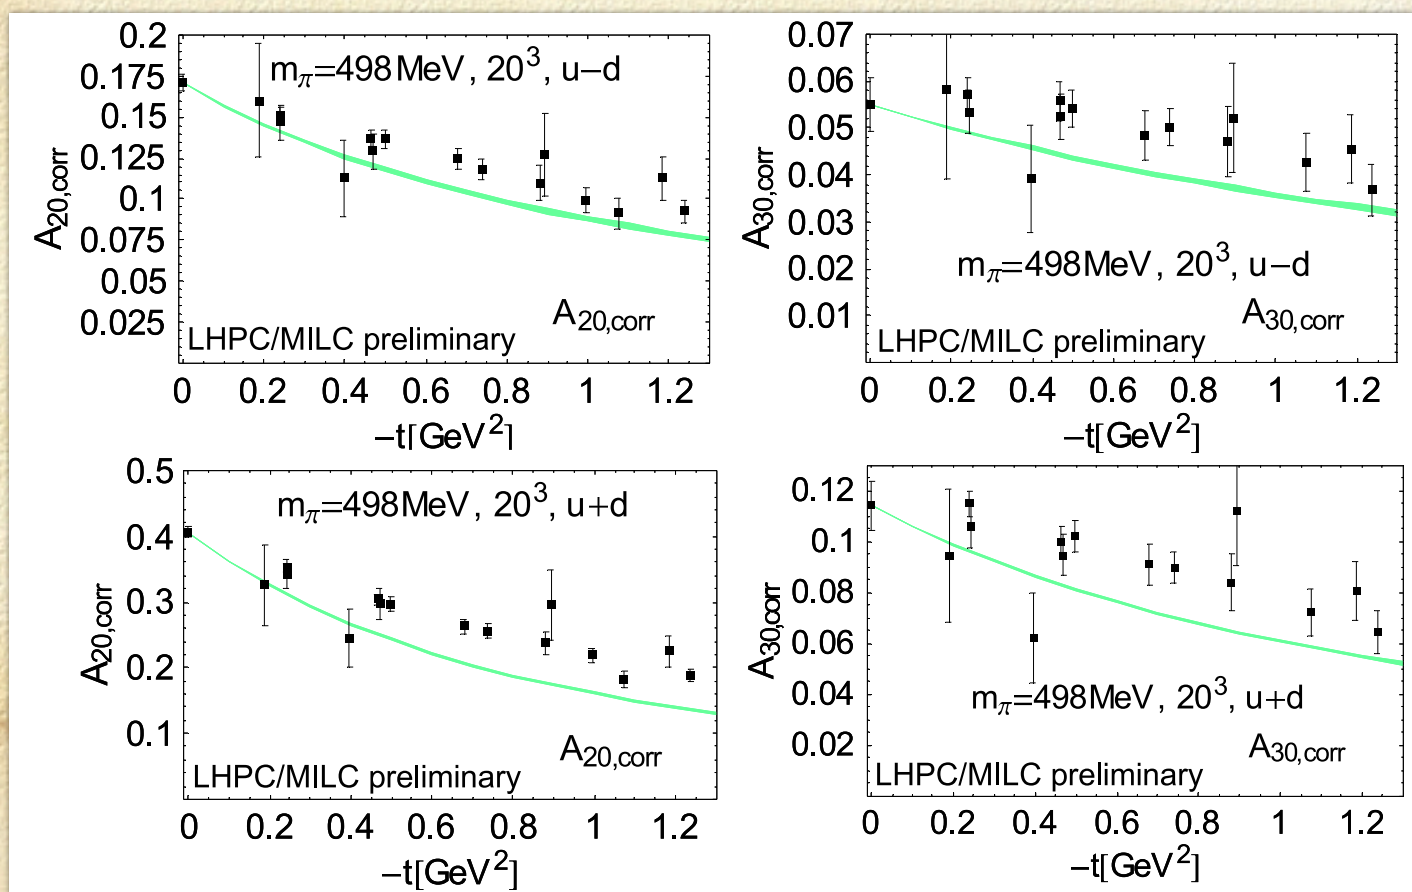 0.2
0.175
0.15
0.125
0.1
0.075
0.05
0.025
A20,corr
mπ=498MeV, 20³, u−d
A20,corr
LHPC/MILC preliminary
0 0.2 0.4 0.6 0.8 1 1.2
−t[GeV²]
0.07
0.06
0.05
0.04
0.03
0.02
0.01
A30,corr
mπ=498MeV, 20³, u−d
A30,corr
LHPC/MILC preliminary
0 0.2 0.4 0.6 0.8 1 1.2
−t[GeV²]
0.5
0.4
0.3
0.2
0.1
A20,corr
mπ=498MeV, 20³, u+d
A20,corr
LHPC/MILC preliminary
0 0.2 0.4 0.6 0.8 1 1.2
−t[GeV²]
0.12
0.1
0.08
0.06
0.04
0.02
A30,corr
mπ=498MeV, 20³, u+d
A30,corr
LHPC/MILC preliminary
0 0.2 0.4 0.6 0.8 1 1.2
−t[GeV²]